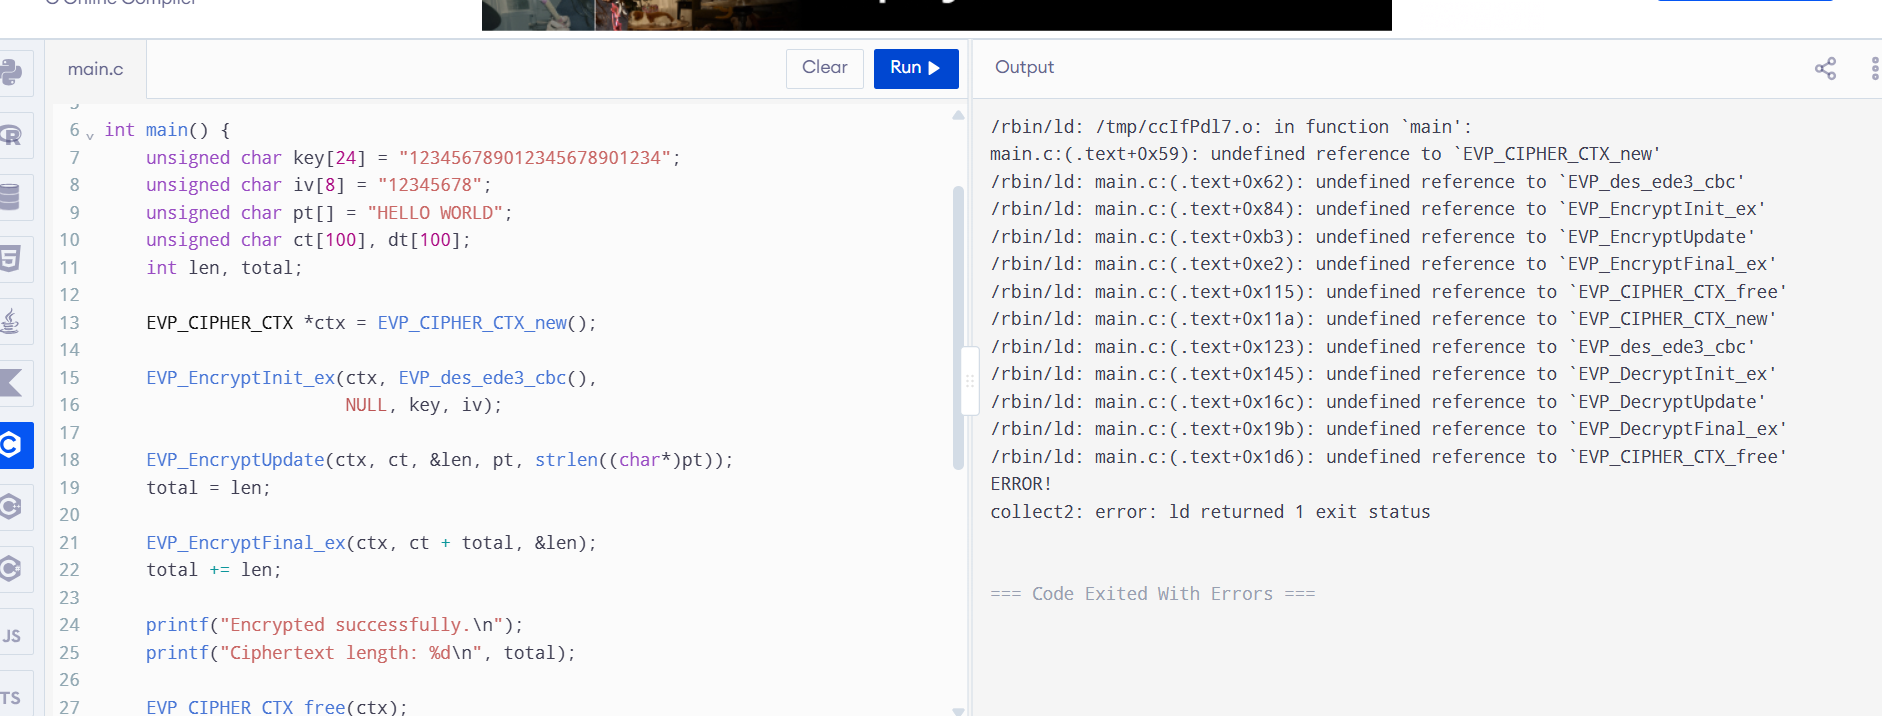 C Online Compiler
main.c
Clear
Run
Output
5
6 int main() {
7 unsigned char key[24] = "123456789012345678901234";
8 unsigned char iv[8] = "12345678";
9 unsigned char pt[] = "HELLO WORLD";
10 unsigned char ct[100], dt[100];
11 int len, total;
12
13 EVP_CIPHER_CTX *ctx = EVP_CIPHER_CTX_new();
14
15 EVP_EncryptInit_ex(ctx, EVP_des_ede3_cbc(),
16 NULL, key, iv);
17
18 EVP_EncryptUpdate(ctx, ct, &len, pt, strlen((char*)pt));
19 total = len;
20
21 EVP_EncryptFinal_ex(ctx, ct + total, &len);
22 total += len;
23
24 printf("Encrypted successfully.\n");
25 printf("Ciphertext length: %d\n", total);
26
27 EVP_CIPHER_CTX_free(ctx);
/rbin/ld: /tmp/ccIfPdl7.o: in function `main':
main.c:(.text+0x59): undefined reference to `EVP_CIPHER_CTX_new'
/rbin/ld: main.c:(.text+0x62): undefined reference to `EVP_des_ede3_cbc'
/rbin/ld: main.c:(.text+0x84): undefined reference to `EVP_EncryptInit_ex'
/rbin/ld: main.c:(.text+0xb3): undefined reference to `EVP_EncryptUpdate'
/rbin/ld: main.c:(.text+0xe2): undefined reference to `EVP_EncryptFinal_ex'
/rbin/ld: main.c:(.text+0x115): undefined reference to `EVP_CIPHER_CTX_free'
/rbin/ld: main.c:(.text+0x11a): undefined reference to `EVP_CIPHER_CTX_new'
/rbin/ld: main.c:(.text+0x123): undefined reference to `EVP_des_ede3_cbc'
/rbin/ld: main.c:(.text+0x145): undefined reference to `EVP_DecryptInit_ex'
/rbin/ld: main.c:(.text+0x16c): undefined reference to `EVP_DecryptUpdate'
/rbin/ld: main.c:(.text+0x19b): undefined reference to `EVP_DecryptFinal_ex'
/rbin/ld: main.c:(.text+0x1d6): undefined reference to `EVP_CIPHER_CTX_free'
ERROR!
collect2: error: ld returned 1 exit status
=== Code Exited With Errors ===
R
5
C
C
C#
JS
TS